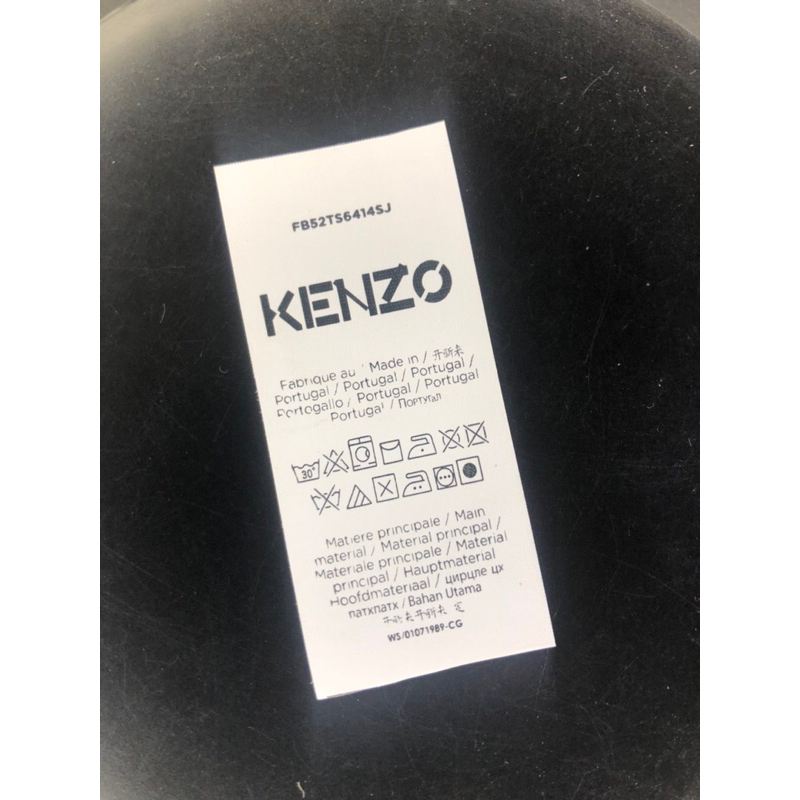 FB52TS6414SJ
KENZO
Fabrique au / Made in /
Portugal / Portugal / Portugal /
Portogallo / Portugal / Portugal
Portugal / Португал
30°
Matiere principale / Main
material / Material principal /
Materiale principale / Material
principal / Hauptmaterial
Hoofdmateriaal / цирцле цх
патхпатх / Bahan Utama
WS/01071989-CG